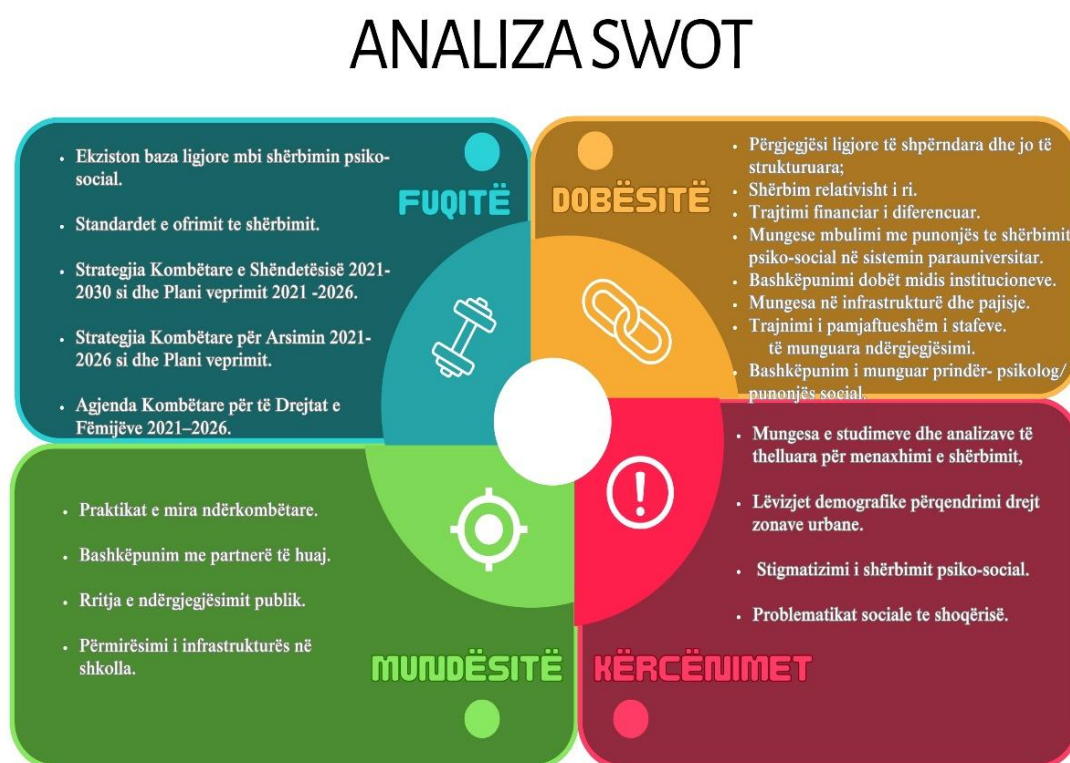 ANALIZA SWOT
• Ekziston baza ligjore mbi shërbimin psiko-
social.
• Standardet e ofrimit te shërbimit.
• Strategjia Kombëtare e Shëndetësisë 2021-
2030 si dhe Plani veprimit 2021 -2026.
• Strategjia Kombëtare për Arsimin 2021-
2026 si dhe Plani veprimit.
• Agjenda Kombëtare për të Drejtat e
Fëmijëve 2021–2026.
FUQITË
DOBËSITË
• Përgjegjësi ligjore të shpërndara dhe jo të
strukturuara;
• Shërbim relativisht i ri.
• Trajtimi financiar i diferencuar.
• Mungese mbulimi me punonjës te shërbimit
psiko-social në sistemin parauniversitar.
• Bashkëpunimi dobët midis institucioneve.
• Mungesa në infrastrukturë dhe pajisje.
• Trajnimi i pamjaftueshëm i stafeve.
të munguara ndërgjegjësimi.
• Bashkëpunim i munguar prindër- psikolog/
punonjës social.
• Praktikat e mira ndërkombëtare.
• Bashkëpunim me partnerë të huaj.
• Rritja e ndërgjegjësimit publik.
• Përmirësimi i infrastrukturës në
shkolla.
MUNDËSITË
KËRCËNIMET
• Mungesa e studimeve dhe analizave të
thelluara për menaxhimi e shërbimit,
• Lëvizjet demografike përqendrimi drejt
zonave urbane.
• Stigmatizimi i shërbimit psiko-social.
• Problematikat sociale te shoqërisë.